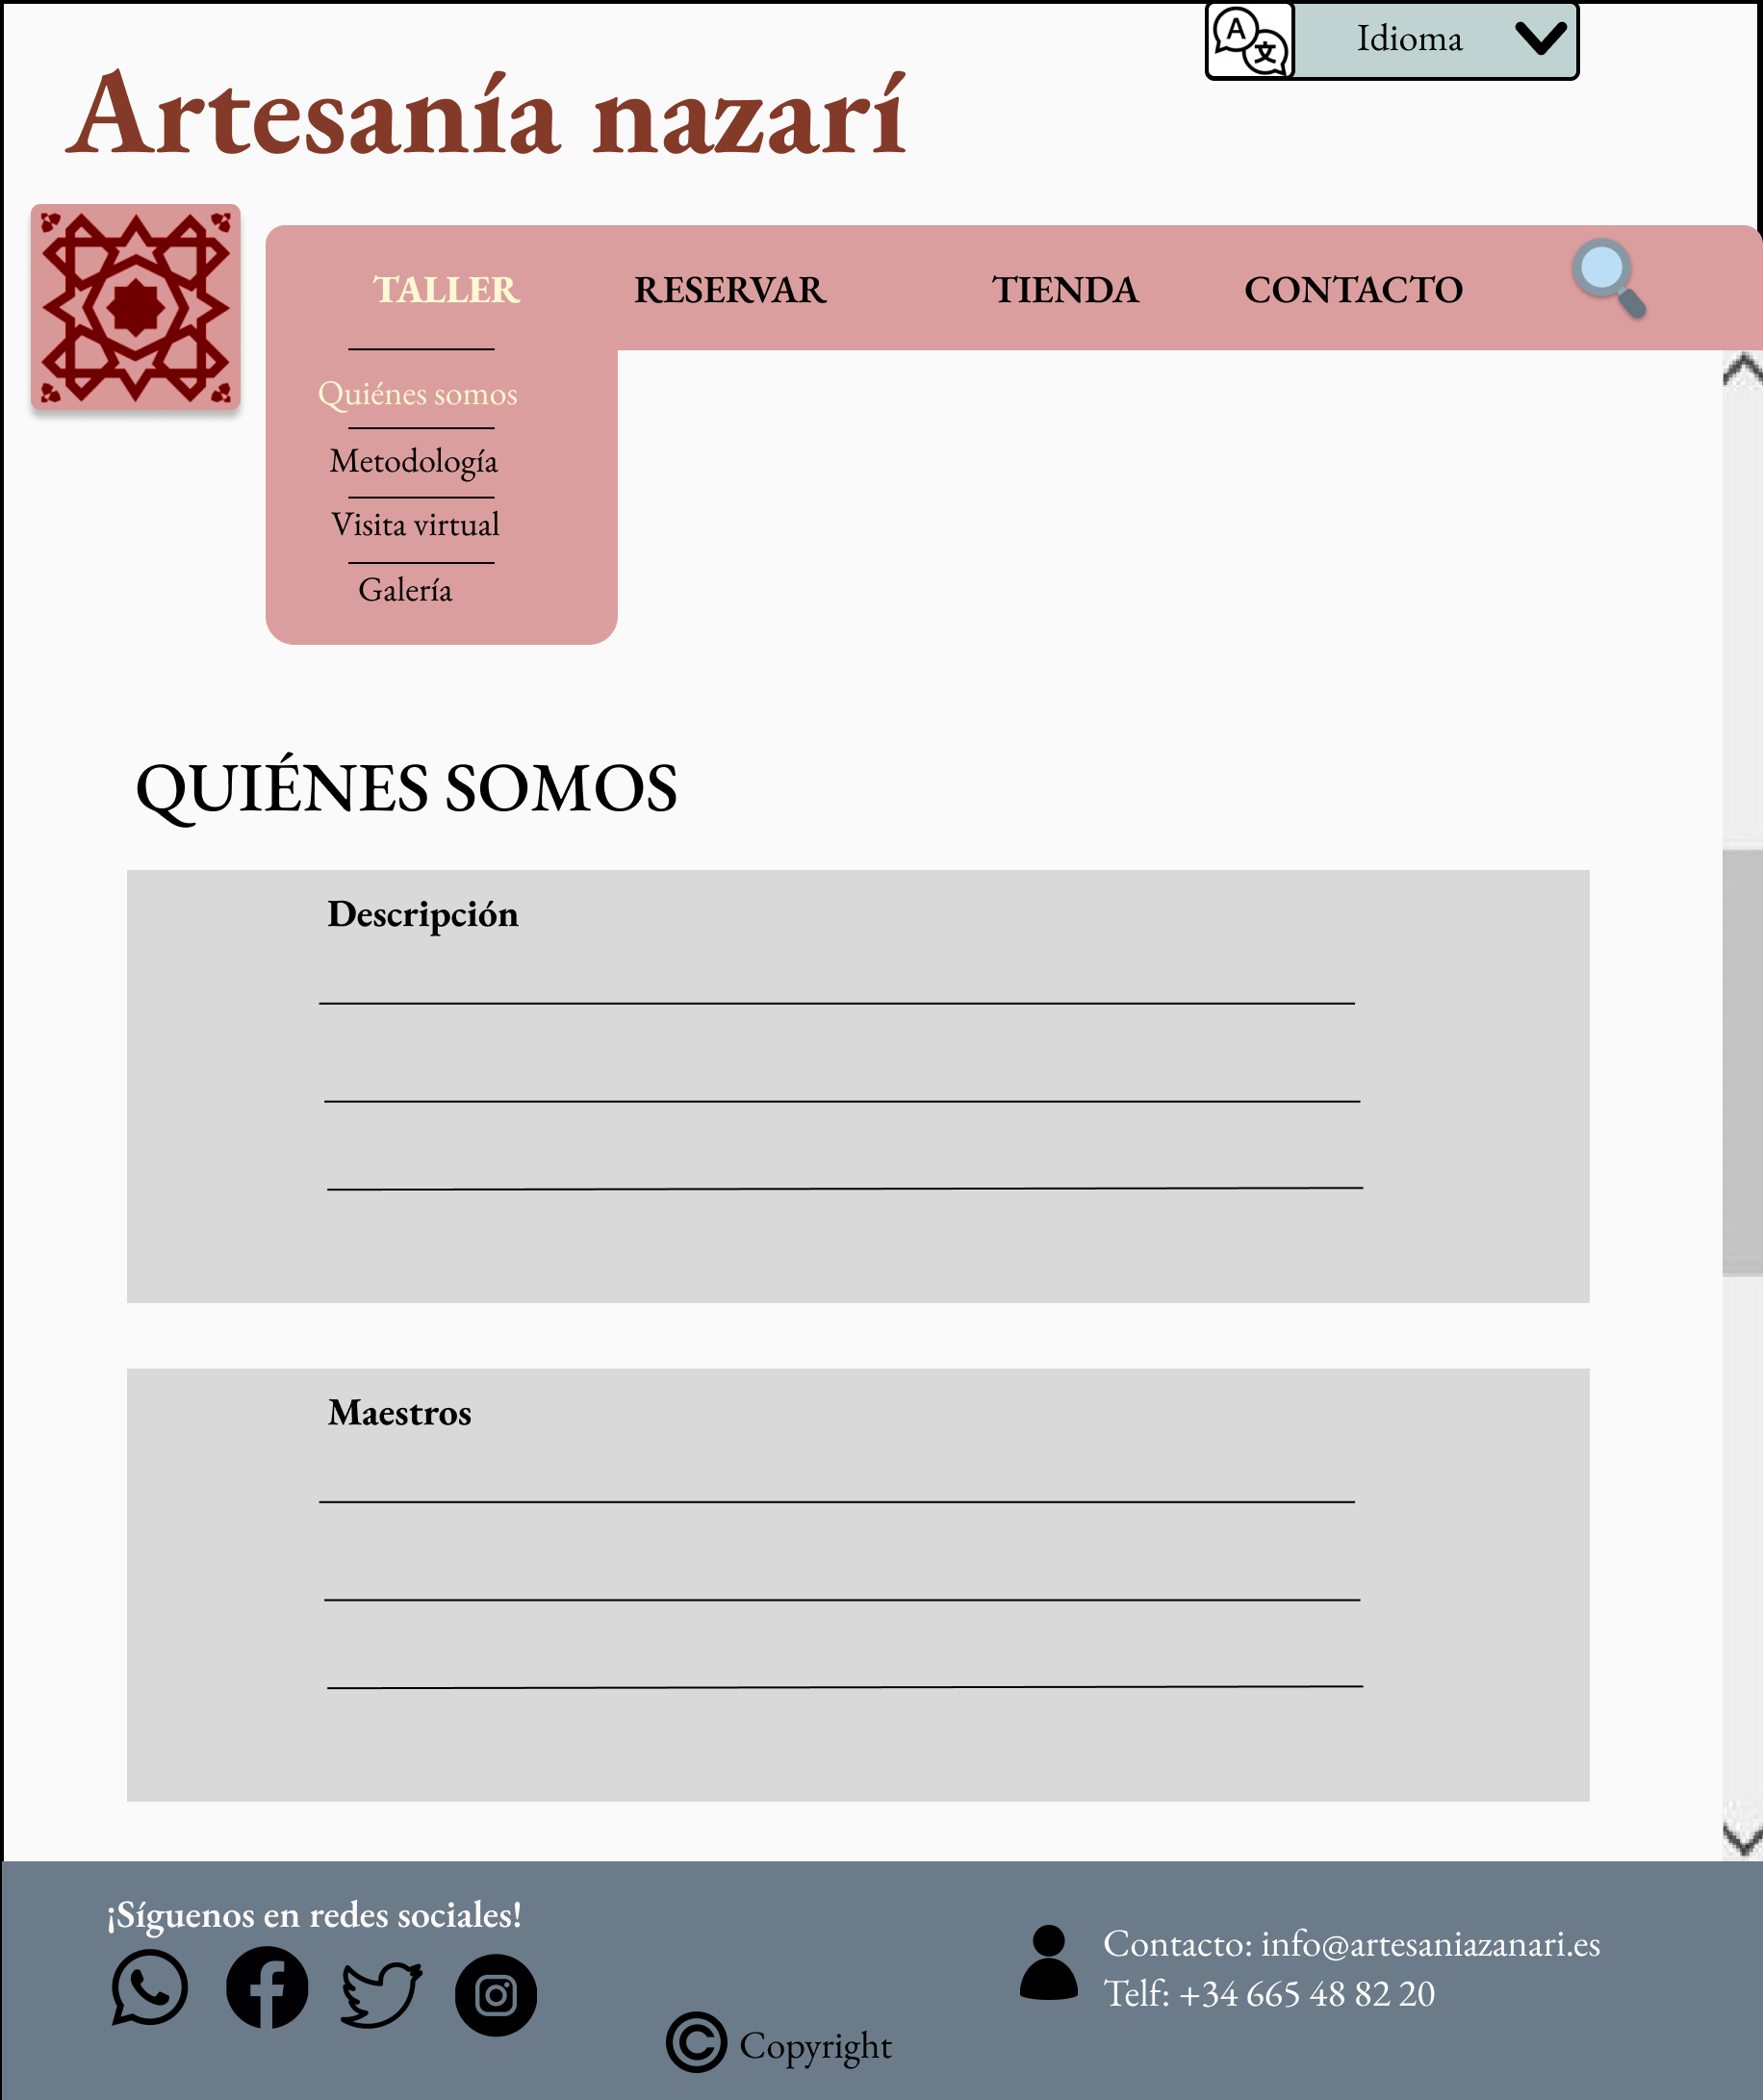 A 文
Idioma
Artesanía nazarí
TALLER RESERVAR TIENDA CONTACTO
Quiénes somos
Metodología
Visita virtual
Galería
QUIÉNES SOMOS
Descripción
Maestros
¡Síguenos en redes sociales!
Contacto: info@artesaniazanari.es
Telf: +34 665 48 82 20
© Copyright